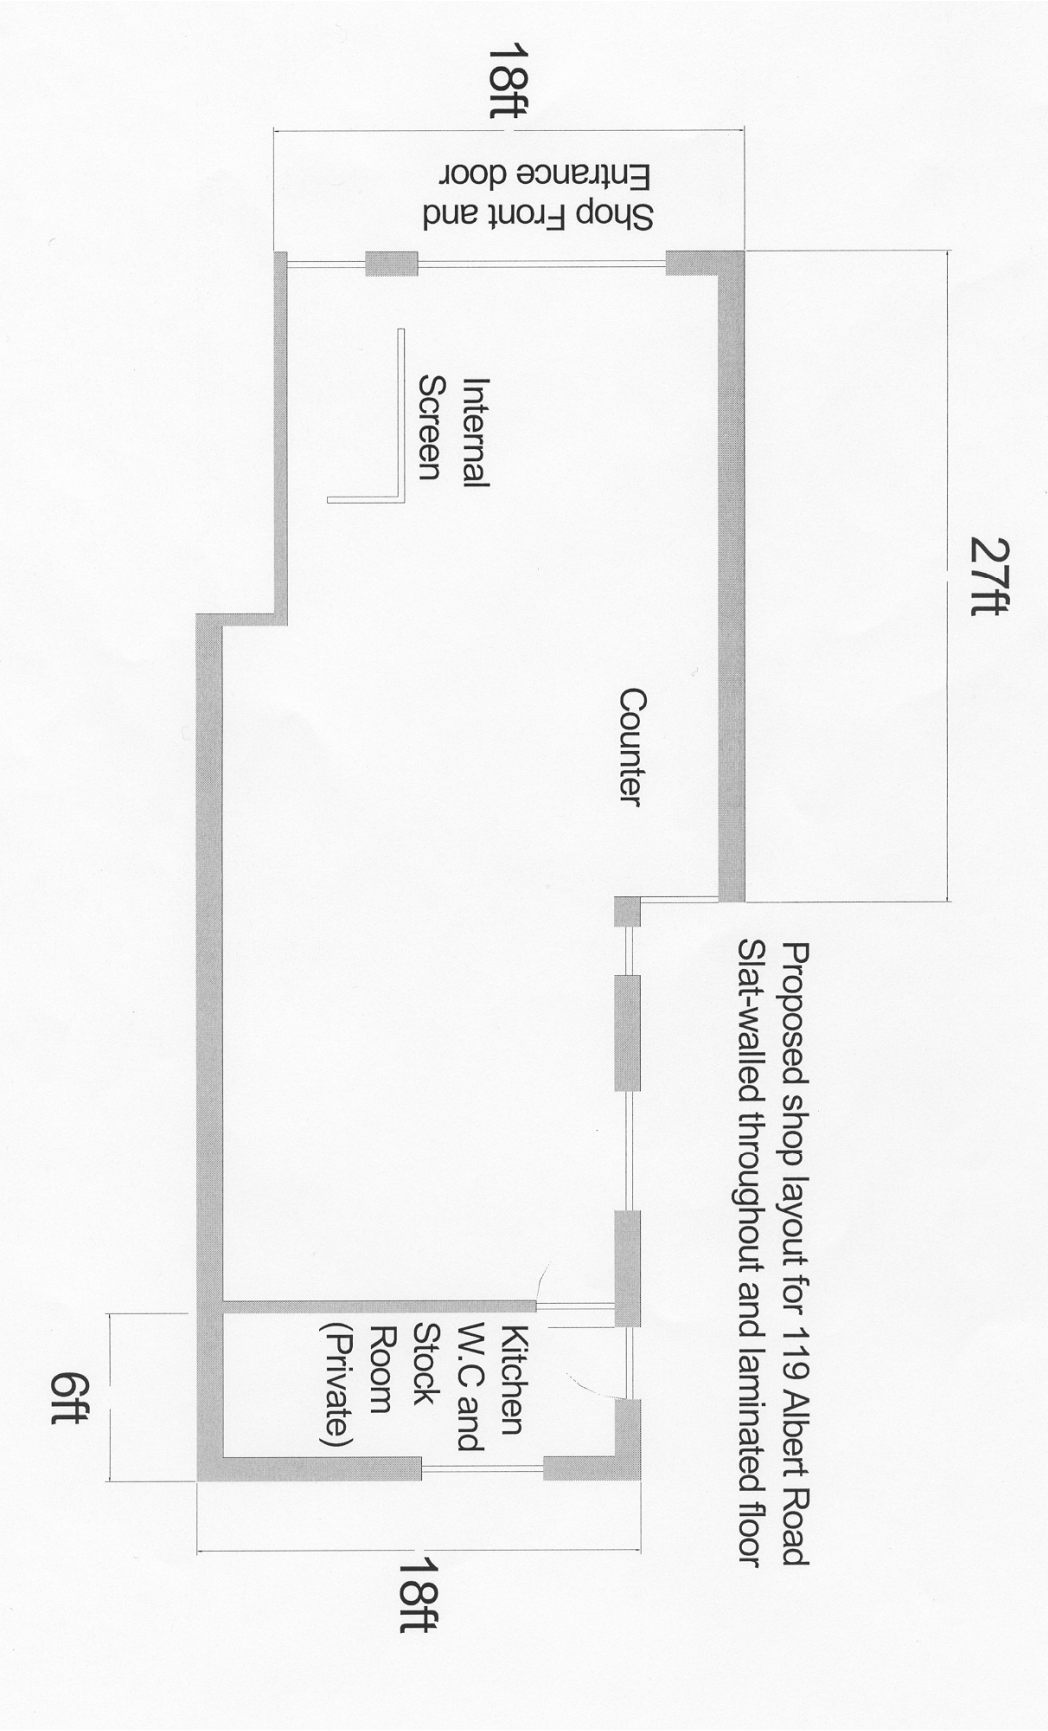 Proposed shop layout for 119 Albert Road
Slat-walled throughout and laminated floor
27ft
18ft
Shop Front and
Entrance door
Internal
Screen
Counter
Kitchen
W.C and
Stock
Room
(Private)
18ft
6ft